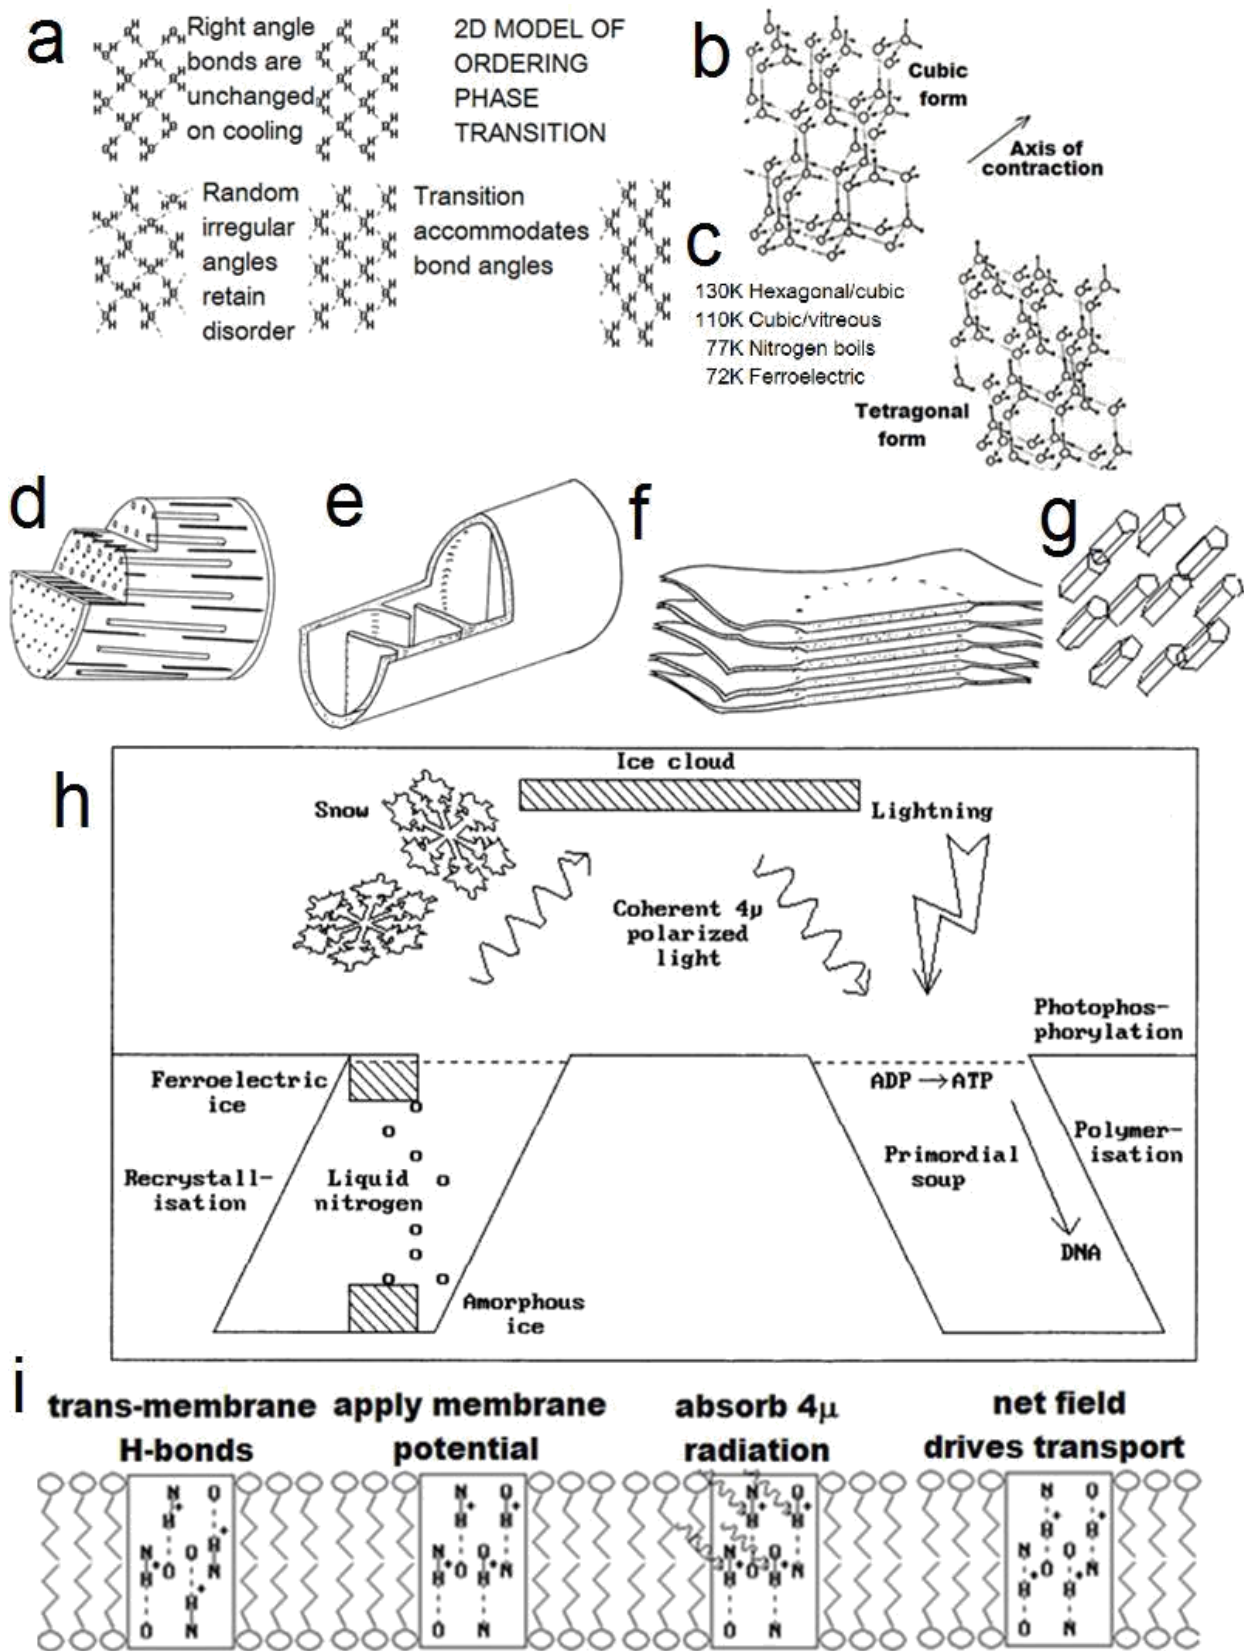 a
Right angle
bonds are
unchanged
on cooling
2D MODEL OF
ORDERING
PHASE
TRANSITION
Random
irregular
angles
retain
disorder
Transition
accommodates
bond angles
b
Cubic
form
Axis of
contraction
c
130K Hexagonal/cubic
110K Cubic/vitreous
77K Nitrogen boils
72K Ferroelectric
Tetragonal
form
d
e
f
g
h
Ice cloud
Snow
Lightning
Coherent 4μ
polarized
light
Photophos-
phorylation
Ferroelectric
ice
ADP → ATP
Recrystall-
isation
Liquid
nitrogen
Primordial
soup
Polymer-
isation
DNA
Amorphous
ice
i
trans-membrane
H-bonds
apply membrane
potential
absorb 4μ
radiation
net field
drives transport
N O
H
N O H
H O N
H
O H
N O
H H
N O
H O H N
O N
N O
H H
N O
H O H N
O N
N O
H H
N O
O N
H H
O N